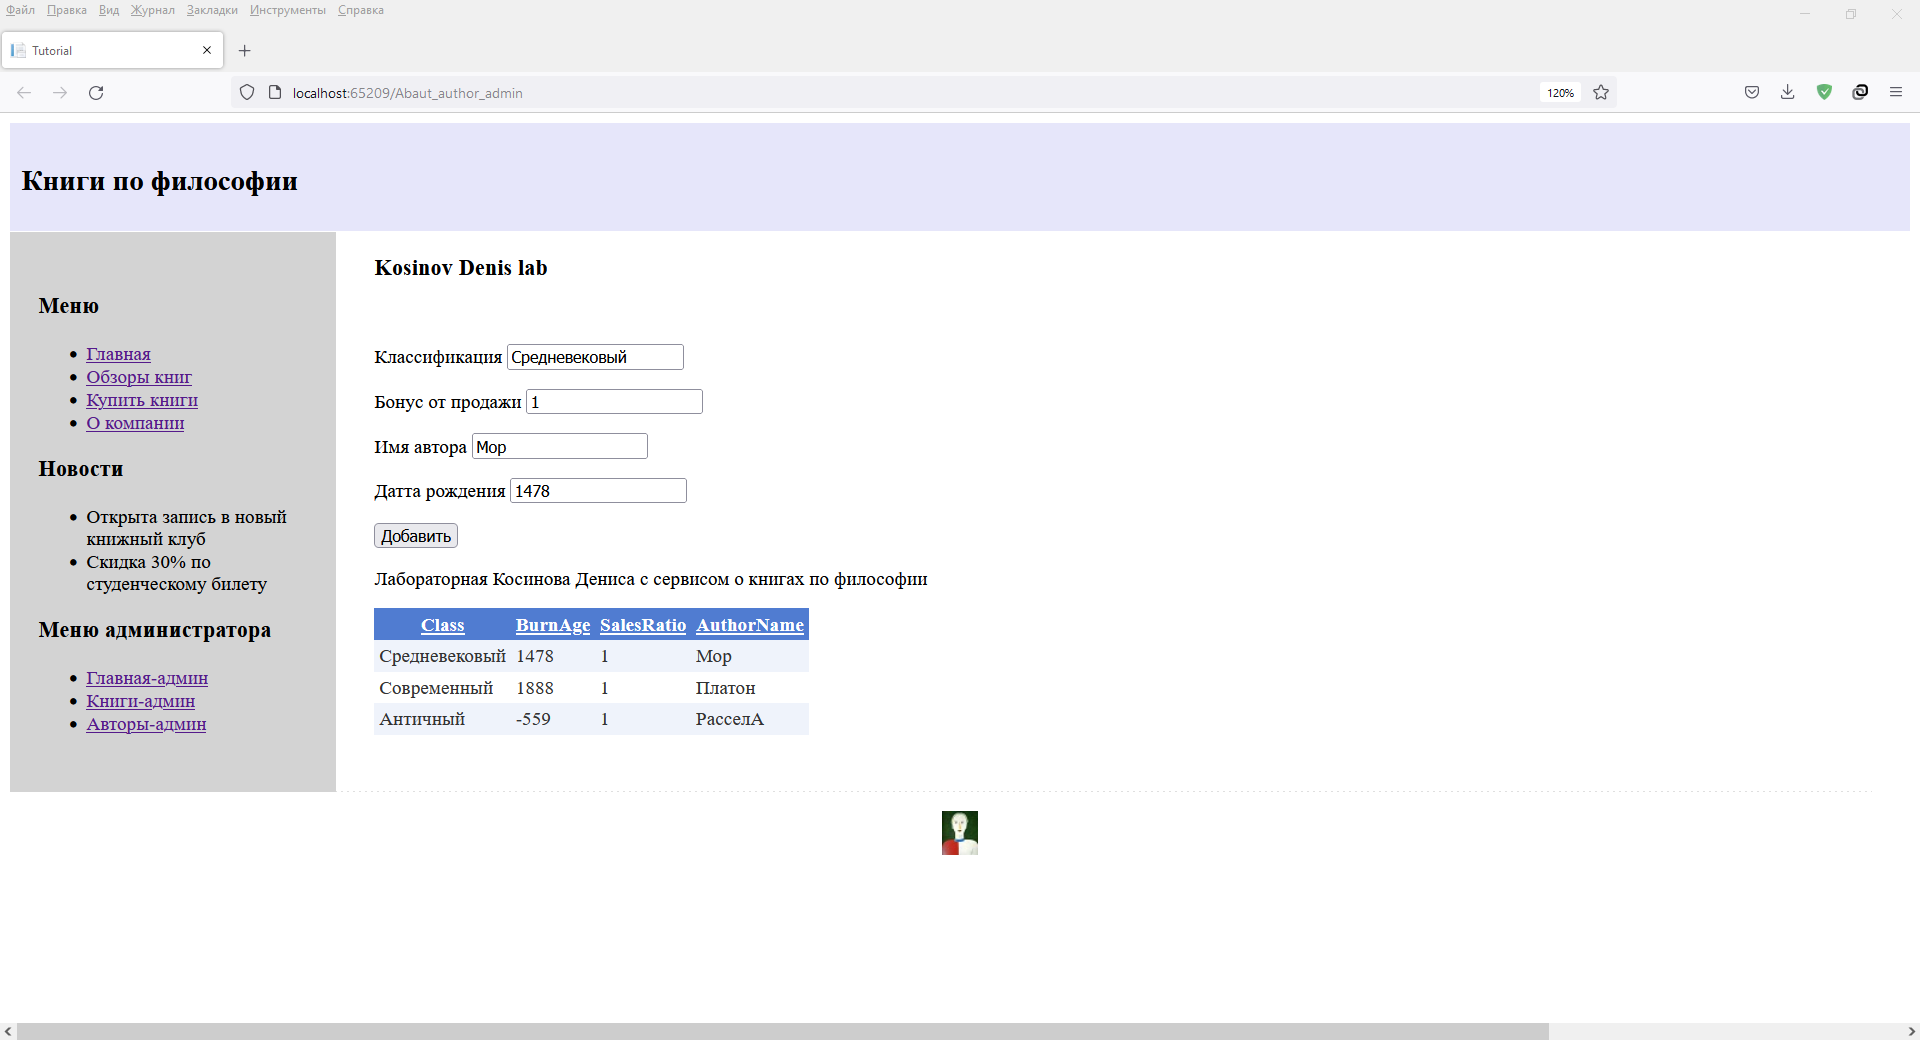 Файл Правка Вид Журнал Закладки Инструменты Справка
Tutorial
localhost:65209/Abaut_author_admin
120%
Книги по философии
Меню
Главная
Обзоры книг
Купить книги
О компании
Новости
Открыта запись в новый
книжный клуб
Скидка 30% по
студенческому билету
Меню администратора
Главная-админ
Книги-админ
Авторы-админ
Kosinov Denis lab
Классификация Средневековый
Бонус от продажи 1
Имя автора Мор
Датта рождения 1478
Добавить
Лабораторная Косинова Дениса с сервисом о книгах по философии
Class BurnAge SalesRatio AuthorName
Средневековый 1478 1 Мор
Современный 1888 1 Платон
Античный -559 1 РасселА